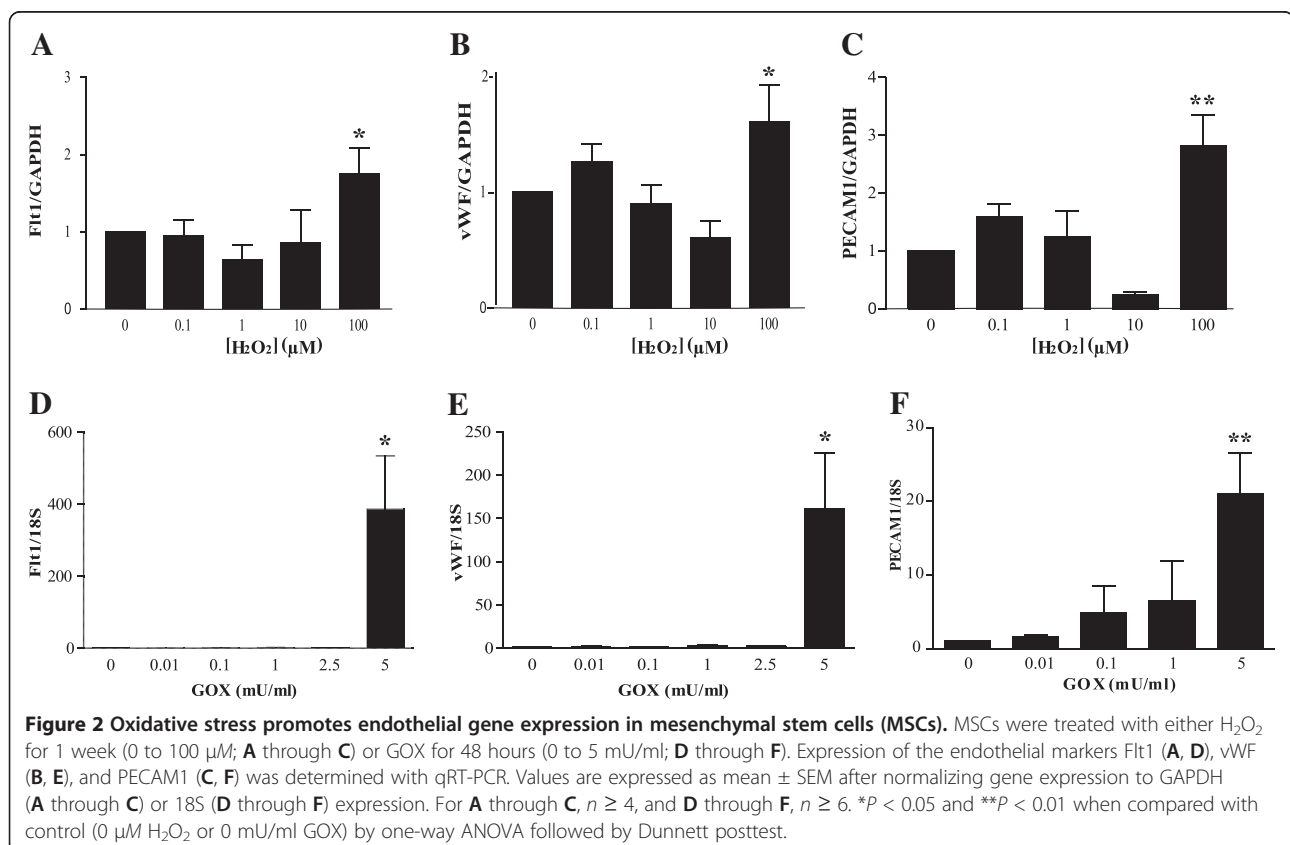 A
3
2
1
0
Flt1/GAPDH
*
0 0.1 1 10 100
[H₂O₂] (µM)
B
2
1
0
vWF/GAPDH
*
0 0.1 1 10 100
[H₂O₂] (µM)
C
4
3
2
1
0
PECAM1/GAPDH
**
0 0.1 1 10 100
[H₂O₂] (µM)
D
600
400
200
0
Flt1/18S
*
0 0.01 0.1 1 2.5 5
GOX (mU/ml)
E
250
200
150
100
50
0
vWF/18S
*
0 0.01 0.1 1 2.5 5
GOX (mU/ml)
F
30
20
10
0
PECAM1/18S
**
0 0.01 0.1 1 5
GOX (mU/ml)
Figure 2 Oxidative stress promotes endothelial gene expression in mesenchymal stem cells (MSCs). MSCs were treated with either H₂O₂
for 1 week (0 to 100 µM; A through C) or GOX for 48 hours (0 to 5 mU/ml; D through F). Expression of the endothelial markers Flt1 (A, D), vWF
(B, E), and PECAM1 (C, F) was determined with qRT-PCR. Values are expressed as mean ± SEM after normalizing gene expression to GAPDH
(A through C) or 18S (D through F) expression. For A through C, n ≥ 4, and D through F, n ≥ 6. *P < 0.05 and **P < 0.01 when compared with
control (0 µM H₂O₂ or 0 mU/ml GOX) by one-way ANOVA followed by Dunnett posttest.